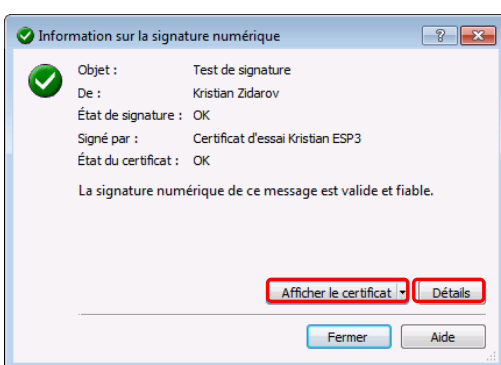 Information sur la signature numérique
Objet : Test de signature
De : Kristian Zidarov
État de signature : OK
Signé par : Certificat d'essai Kristian ESP3
État du certificat : OK
La signature numérique de ce message est valide et fiable.
Afficher le certificat Détails
Fermer Aide